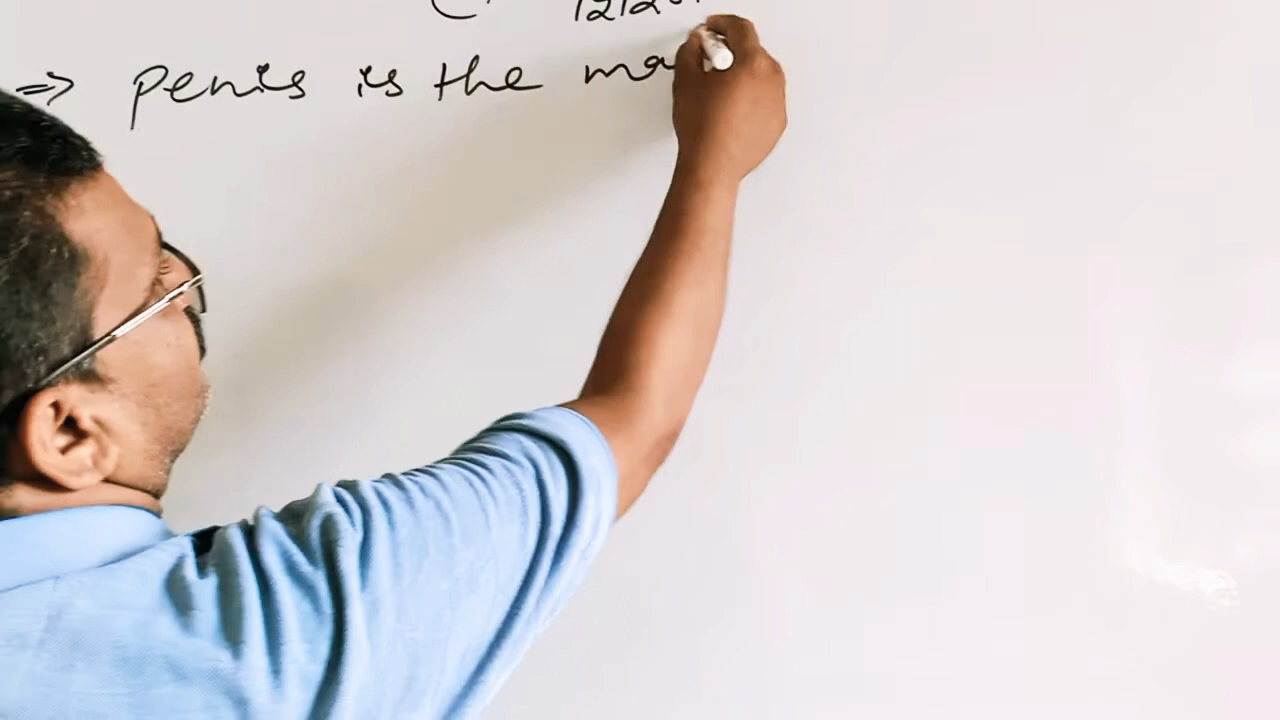 ⇒ penis is the ma